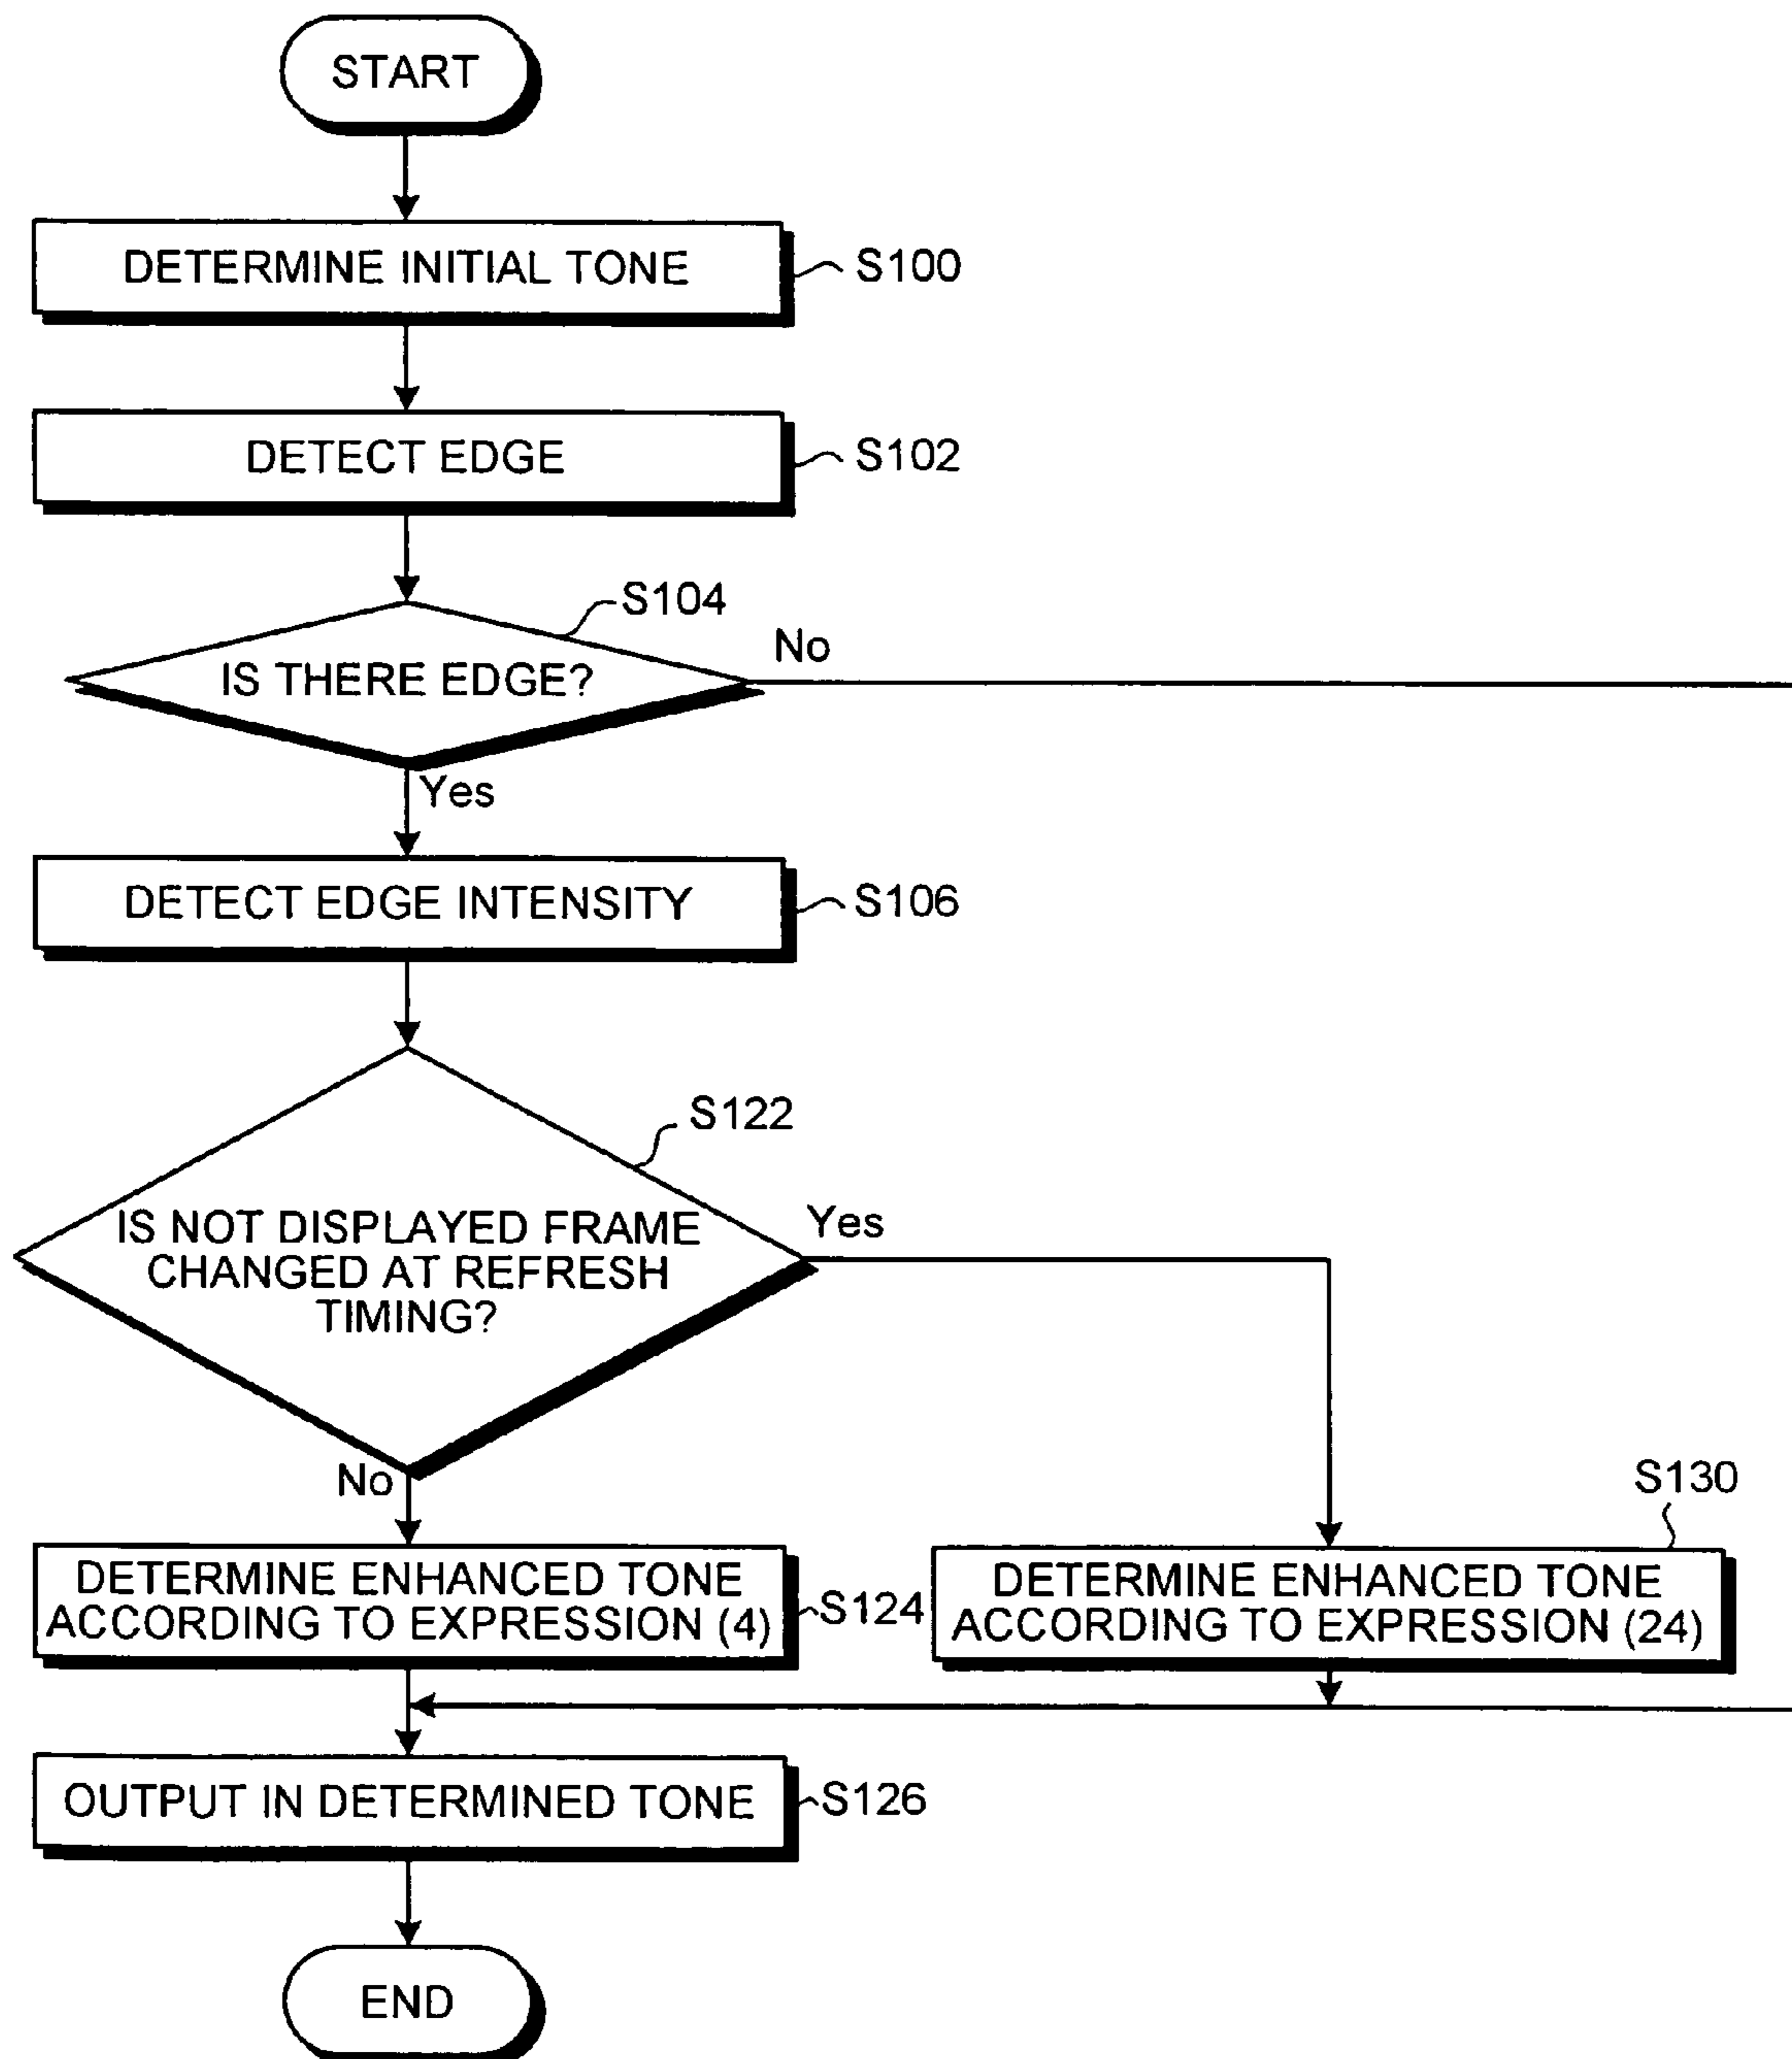 START
DETERMINE INITIAL TONE
S100
DETECT EDGE
S102
S104
IS THERE EDGE?
No
Yes
DETECT EDGE INTENSITY
S106
S122
IS NOT DISPLAYED FRAME
CHANGED AT REFRESH
TIMING?
Yes
No
DETERMINE ENHANCED TONE
ACCORDING TO EXPRESSION (4)
S124
S130
DETERMINE ENHANCED TONE
ACCORDING TO EXPRESSION (24)
OUTPUT IN DETERMINED TONE
S126
END